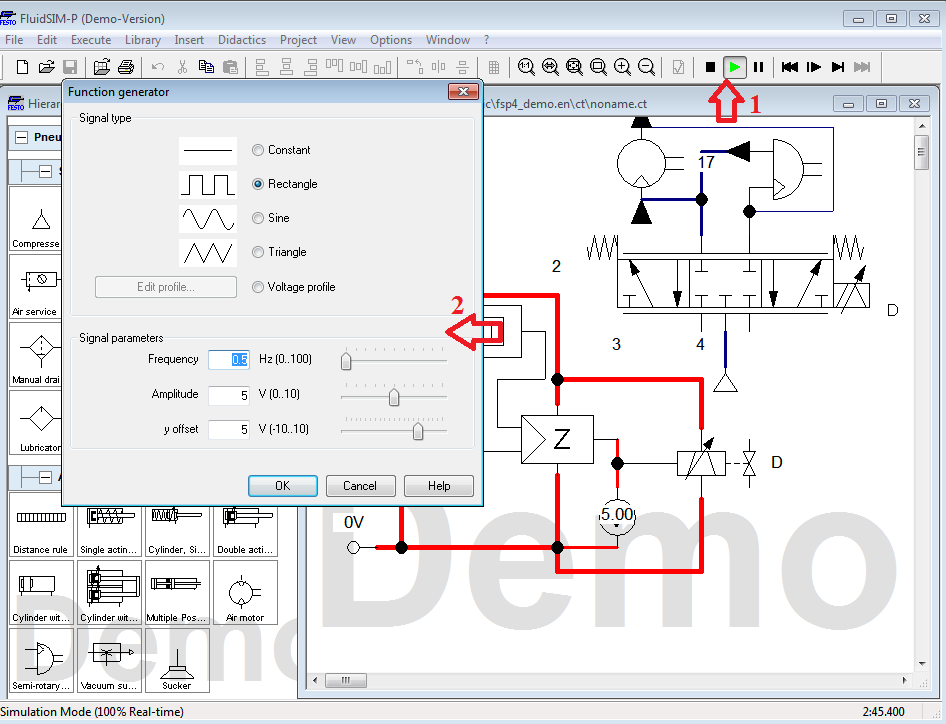 FluidSIM-P (Demo-Version)
FESTO
File Edit Execute Library Insert Didactics Project View Options Window ?
1:1
Function generator
FESTO
Hierar
c\fsp4_demo.en\ct\noname.ct
1
Signal type
Constant
Rectangle
Sine
Triangle
Edit profile...
Voltage profile
Signal parameters
Frequency 0.5 Hz (0..100)
Amplitude 5 V (0..10)
y offset 5 V (-10..10)
OK Cancel Help
2
Pneu
Compresse
Air service
Manual drai
Lubricator
A
Distance rule Single actin... Cylinder, Si... Double acti...
Cylinder wit... Cylinder wit... Multiple Pos... Air motor
Semi-rotary... Vacuum su... Sucker
17
2
D
3 4
Z
D
5.00
0V
Demo
Demo
Simulation Mode (100% Real-time) 2:45.400